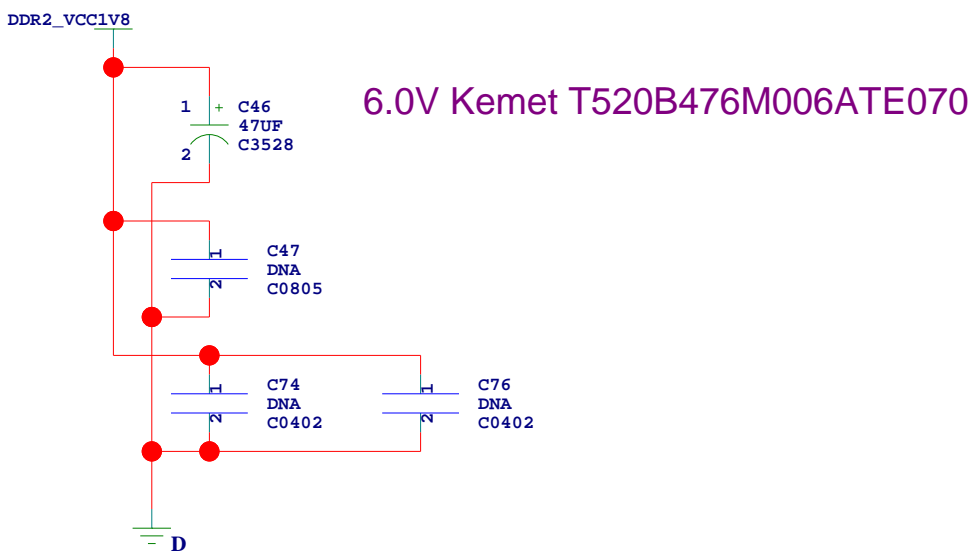 DDR2_VCC1V8
6.0V Kemet T520B476M006ATE070
1 + C46
47UF
2 C3528
1 C47
DNA
2 C0805
1 C74
DNA
2 C0402
1 C76
DNA
2 C0402
D